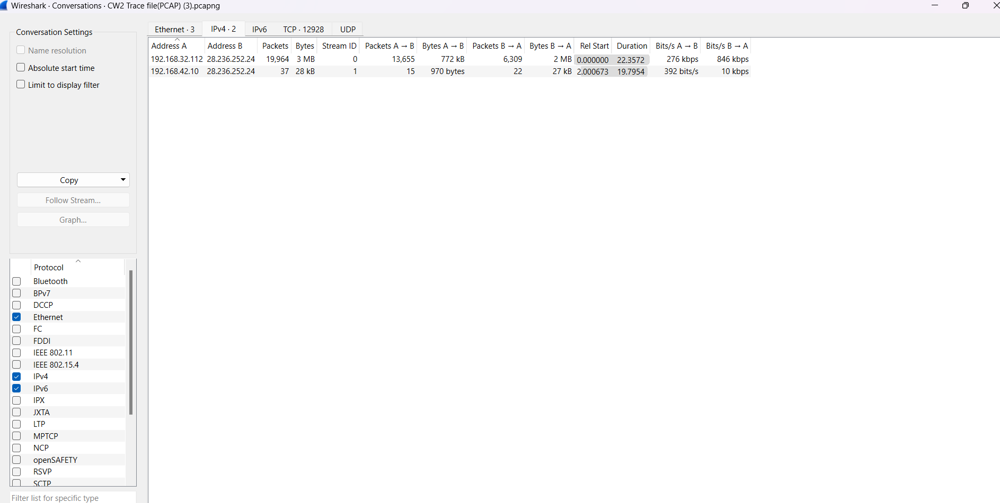 Wireshark · Conversations · CW2 Trace file(PCAP) (3).pcapng
Conversation Settings
Name resolution
Absolute start time
Limit to display filter
Copy
Follow Stream...
Graph...
Protocol
Bluetooth
BPv7
DCCP
Ethernet
FC
FDDI
IEEE 802.11
IEEE 802.15.4
IPv4
IPv6
IPX
JXTA
LTP
MPTCP
NCP
openSAFETY
RSVP
SCTP
Filter list for specific type
Ethernet · 3 IPv4 · 2 IPv6 TCP · 12928 UDP
Address A Address B Packets Bytes Stream ID Packets A → B Bytes A → B Packets B → A Bytes B → A Rel Start Duration Bits/s A → B Bits/s B → A
192.168.32.112 28.236.252.24 19,964 3 MB 0 13,655 772 kB 6,309 2 MB 0.000000 22.3572 276 kbps 846 kbps
192.168.42.10 28.236.252.24 37 28 kB 1 15 970 bytes 22 27 kB 2.000673 19.7954 392 bits/s 10 kbps